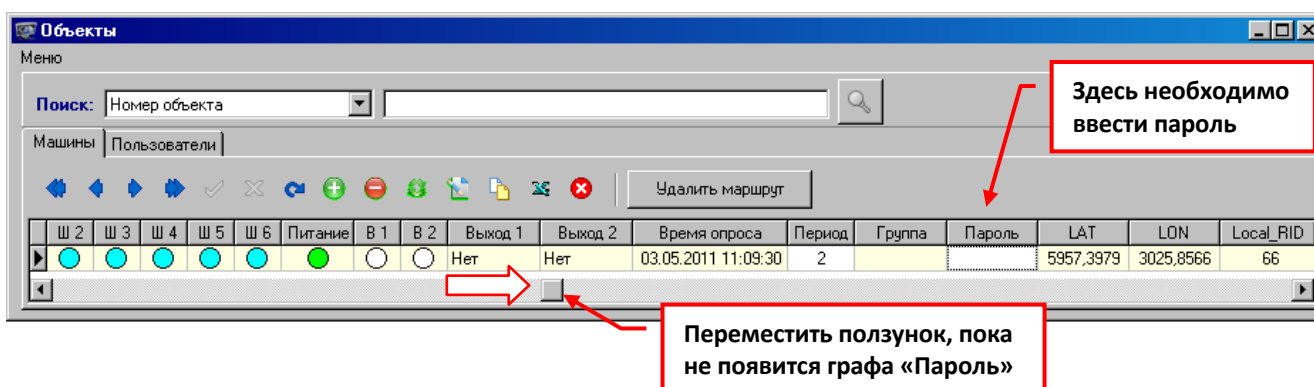 Объекты
Меню
Поиск: Номер объекта
Здесь необходимо
ввести пароль
Машины Пользователи
Удалить маршрут
Ш 2 Ш 3 Ш 4 Ш 5 Ш 6 Питание В 1 В 2 Выход 1 Выход 2 Время опроса Период Группа Пароль LAT LON Local_RID
Нет Нет 03.05.2011 11:09:30 2 5957,3979 3025,8566 66
Переместить ползунок, пока
не появится графа «Пароль»